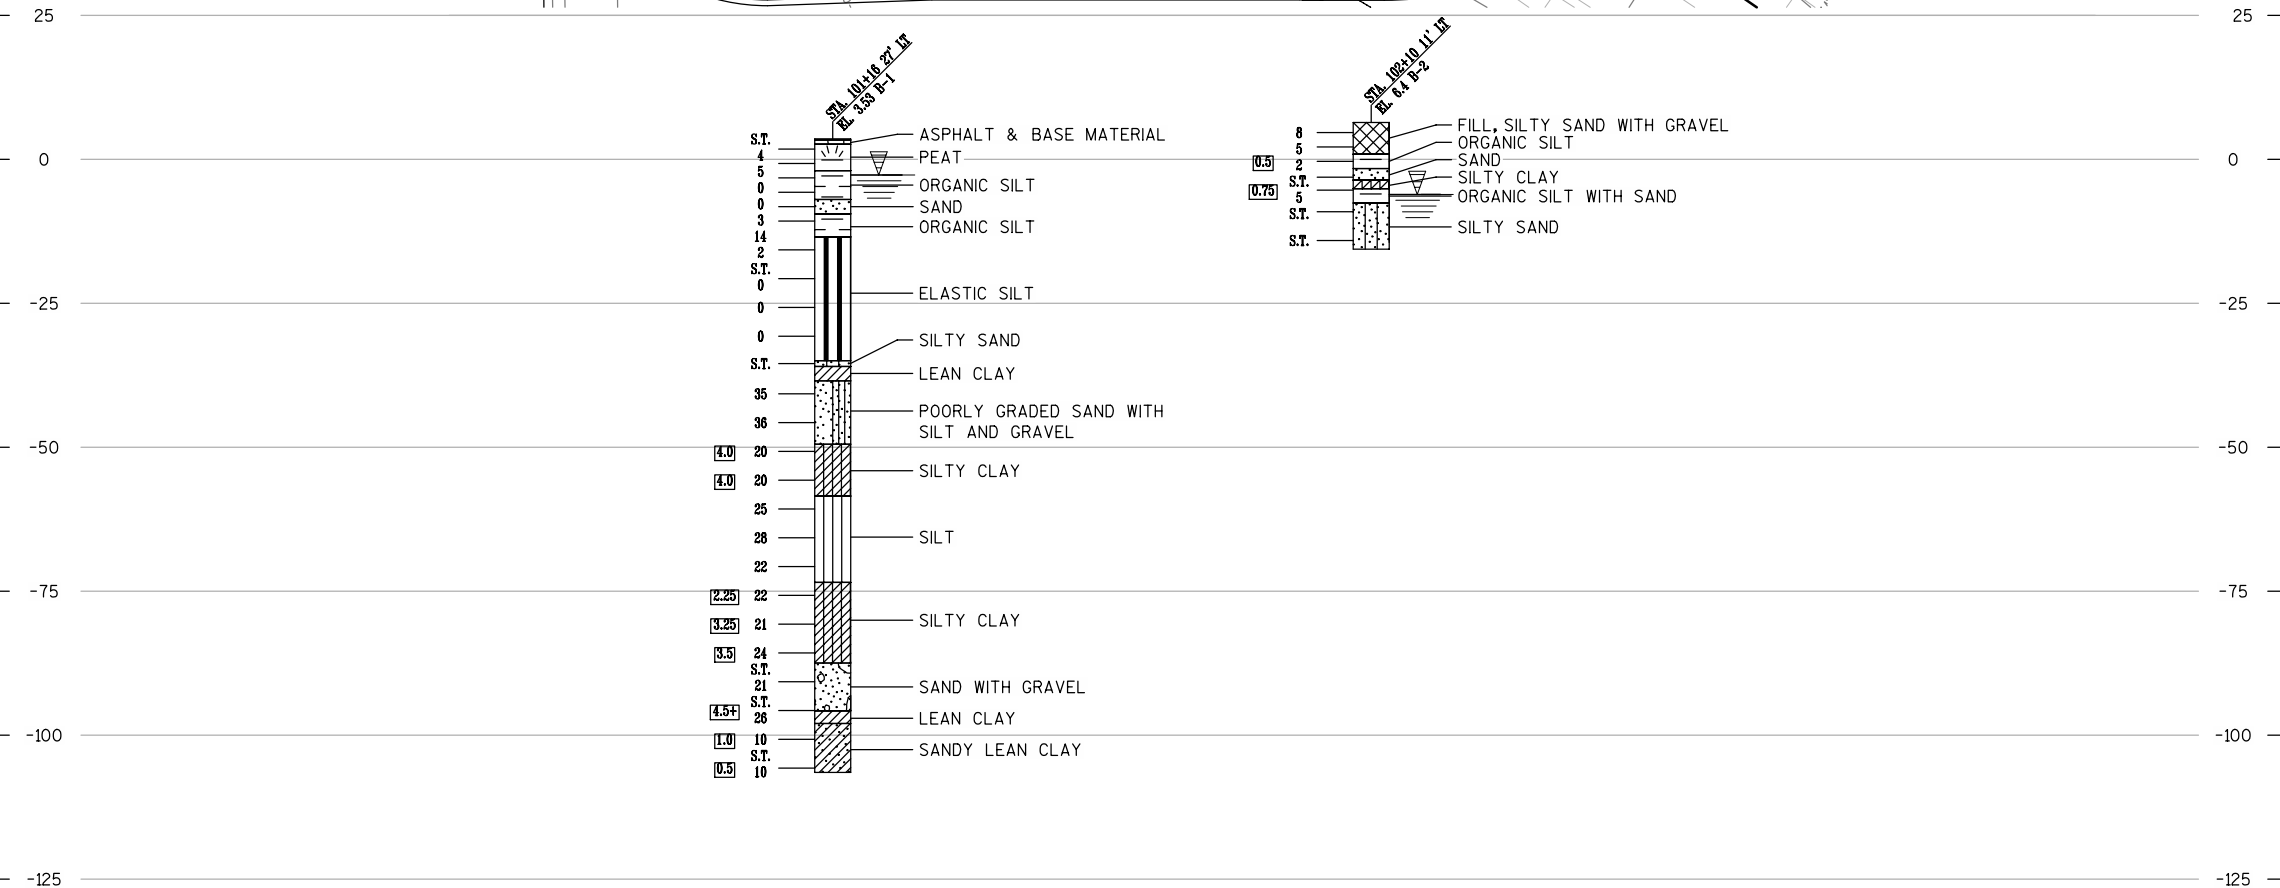 25
25
STA. 101+16 27' LT
EL. 3.53 B-1
STA. 102+10 11' LT
EL. 6.4 B-2
S.T.
4
5
0
0
3
14
2
S.T.
0
0
0
S.T.
35
36
4.0 20
4.0 20
25
28
22
2.25 22
3.25 21
3.5 24
S.T.
21
S.T.
4.5+ 26
1.0 10
S.T.
0.5 10
ASPHALT & BASE MATERIAL
PEAT
ORGANIC SILT
SAND
ORGANIC SILT
ELASTIC SILT
SILTY SAND
LEAN CLAY
POORLY GRADED SAND WITH
SILT AND GRAVEL
SILTY CLAY
SILT
SILTY CLAY
SAND WITH GRAVEL
LEAN CLAY
SANDY LEAN CLAY
8
5
0.5 2
S.T.
0.75 5
S.T.
S.T.
FILL, SILTY SAND WITH GRAVEL
ORGANIC SILT
SAND
SILTY CLAY
ORGANIC SILT WITH SAND
SILTY SAND
0
0
-25
-25
-50
-50
-75
-75
-100
-100
-125
-125